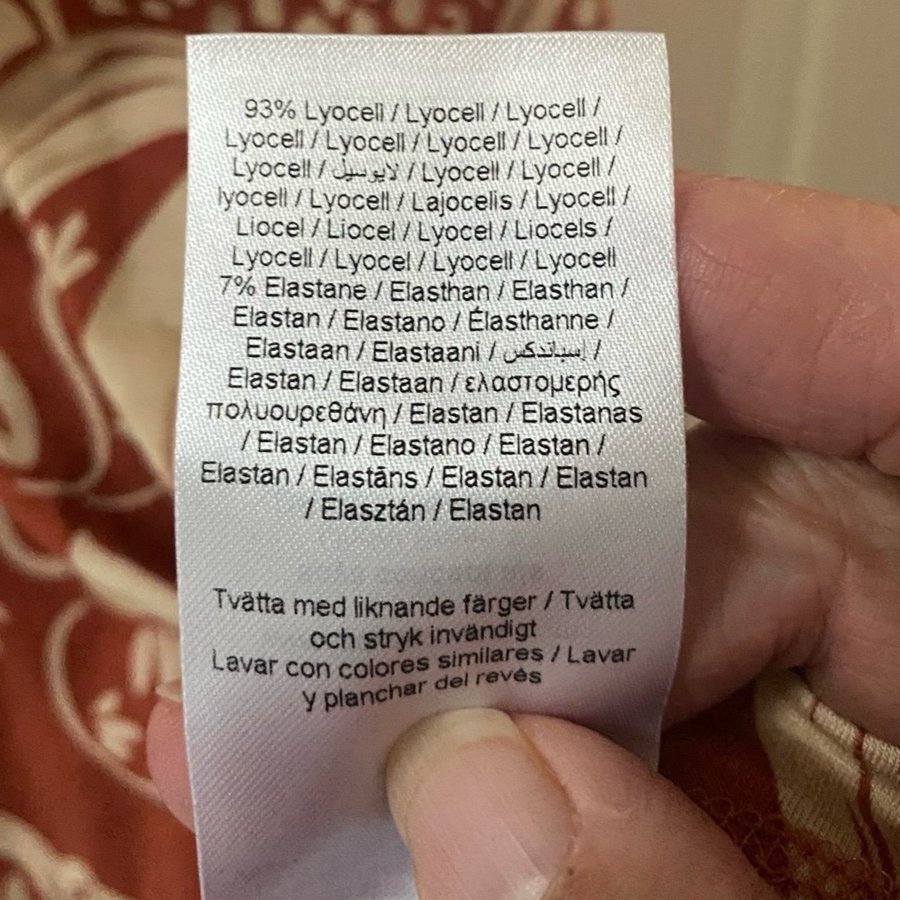 93% Lyocell / Lyocell / Lyocell /
Lyocell / Lyocell / Lyocell / Lyocell /
Lyocell / لايوسيل / Lyocell / Lyocell /
lyocell / Lyocell / Lajocelis / Lyocell /
Liocel / Liocel / Lyocel / Liocels /
Lyocell / Lyocel / Lyocell / Lyocell
7% Elastane / Elasthan / Elasthan /
Elastan / Elastano / Élasthanne /
Elastaan / Elastaani / إسباندكس /
Elastan / Elastaan / ελαστομερής
πολυουρεθάνη / Elastan / Elastanas
/ Elastan / Elastano / Elastan /
Elastan / Elastāns / Elastan / Elastan
/ Elasztán / Elastan
Tvätta med liknande färger / Tvätta
och stryk invändigt
Lavar con colores similares / Lavar
y planchar del revés